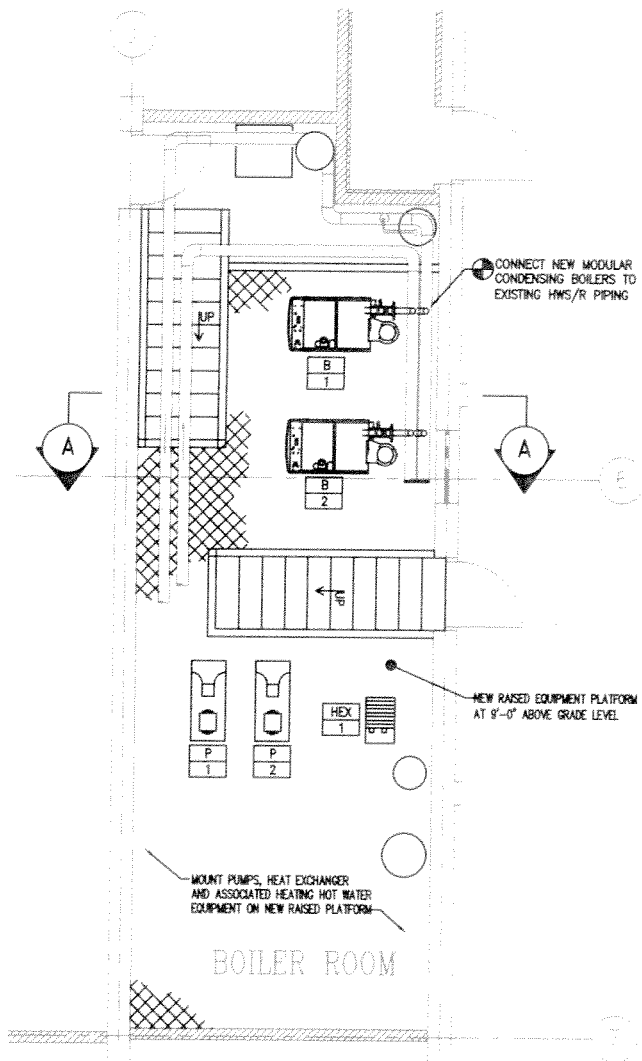 CONNECT NEW MODULAR
CONDENSING BOILERS TO
EXISTING HWS/R PIPING
UP
B
1
A
A
B
2
UP
NEW RAISED EQUIPMENT PLATFORM
AT 9'-0" ABOVE GRADE LEVEL
HEX
1
P
1
P
2
MOUNT PUMPS, HEAT EXCHANGER
AND ASSOCIATED HEATING HOT WATER
EQUIPMENT ON NEW RAISED PLATFORM
BOILER ROOM